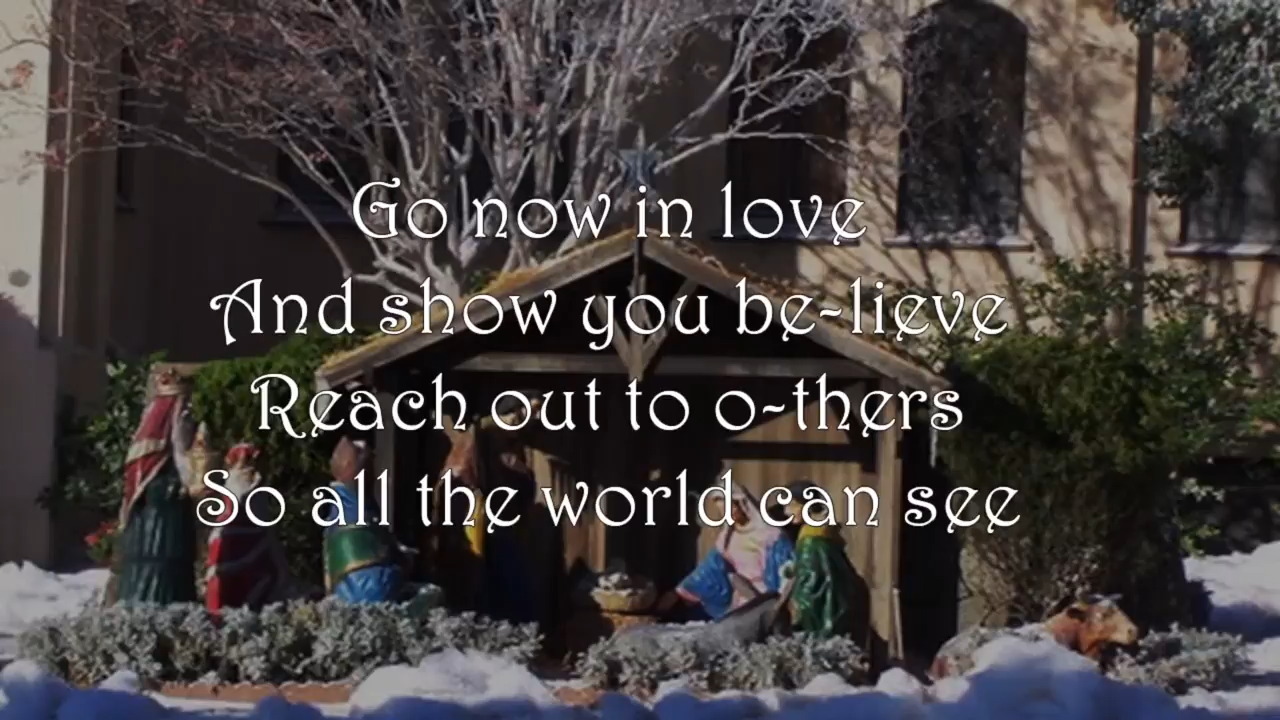 Go now in love
And show you be-lieve
Reach out to o-thers
So all the world can see